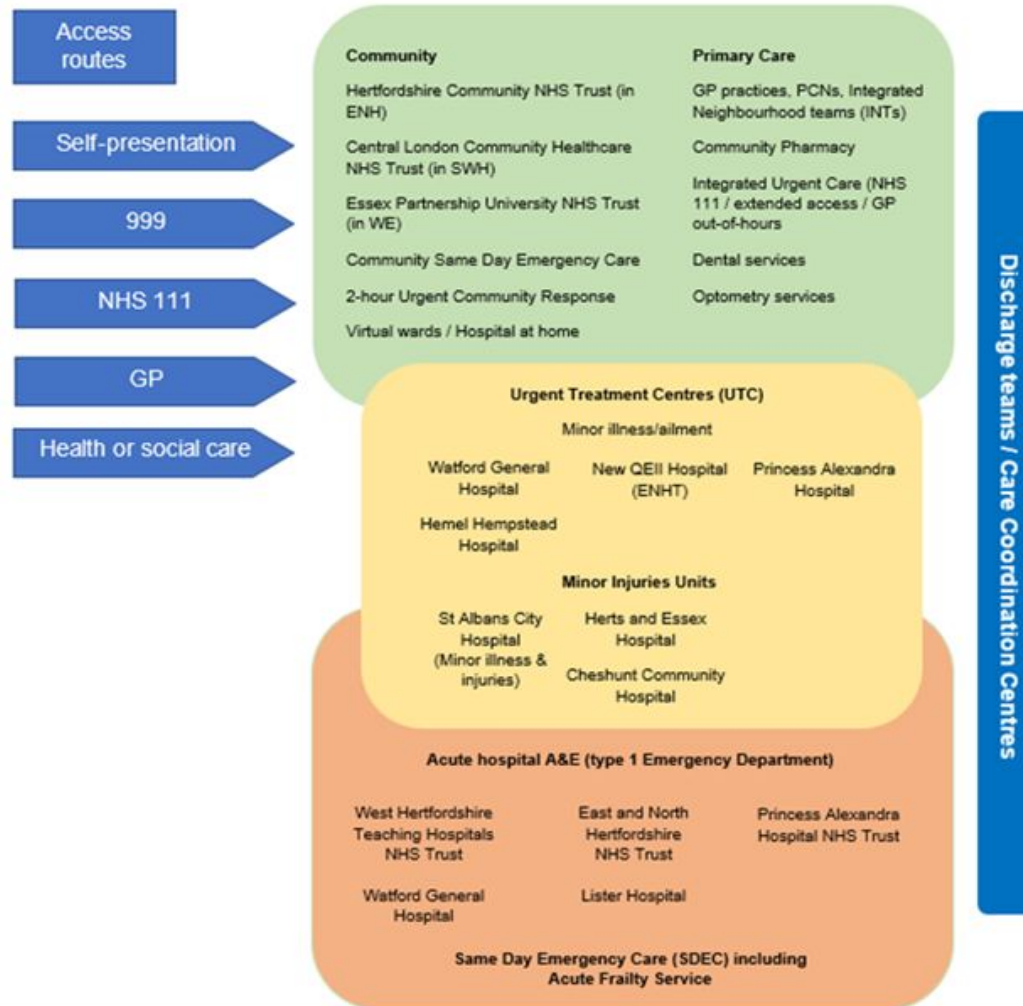 Access
routes
Self-presentation
999
NHS 111
GP
Health or social care
Community
Hertfordshire Community NHS Trust (in
ENH)
Central London Community Healthcare
NHS Trust (in SWH)
Essex Partnership University NHS Trust
(in WE)
Community Same Day Emergency Care
2-hour Urgent Community Response
Virtual wards / Hospital at home
Primary Care
GP practices, PCNs, Integrated
Neighbourhood teams (INTs)
Community Pharmacy
Integrated Urgent Care (NHS
111 / extended access / GP
out-of-hours
Dental services
Optometry services
Urgent Treatment Centres (UTC)
Minor illness/ailment
Watford General
Hospital
New QEII Hospital
(ENHT)
Princess Alexandra
Hospital
Hemel Hempstead
Hospital
Minor Injuries Units
St Albans City
Hospital
(Minor illness &
injuries)
Herts and Essex
Hospital
Cheshunt Community
Hospital
Acute hospital A&E (type 1 Emergency Department)
West Hertfordshire
Teaching Hospitals
NHS Trust
Watford General
Hospital
East and North
Hertfordshire
NHS Trust
Lister Hospital
Princess Alexandra
Hospital NHS Trust
Same Day Emergency Care (SDEC) including
Acute Frailty Service
Discharge teams / Care Coordination Centres